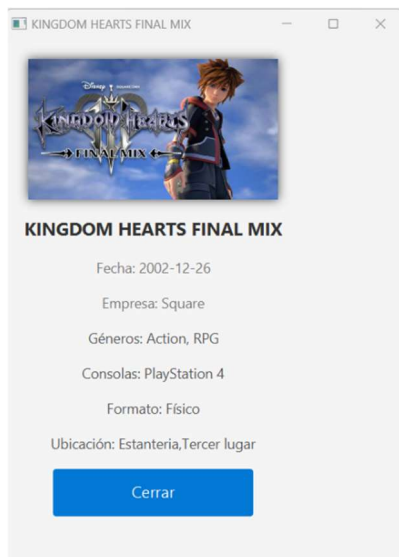 KINGDOM HEARTS FINAL MIX
Disney
KINGDOM HEARTS
FINAL MIX
KINGDOM HEARTS FINAL MIX
Fecha: 2002-12-26
Empresa: Square
Géneros: Action, RPG
Consolas: PlayStation 4
Formato: Físico
Ubicación: Estanteria,Tercer lugar
Cerrar